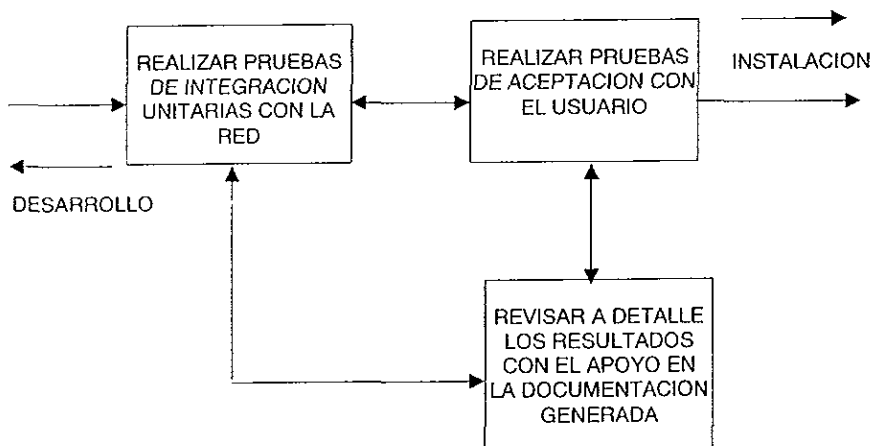 REALIZAR PRUEBAS
DE INTEGRACION
UNITARIAS CON LA
RED
REALIZAR PRUEBAS
DE ACEPTACION CON
EL USUARIO
INSTALACION
DESARROLLO
REVISAR A DETALLE
LOS RESULTADOS
CON EL APOYO EN
LA DOCUMENTACION
GENERADA